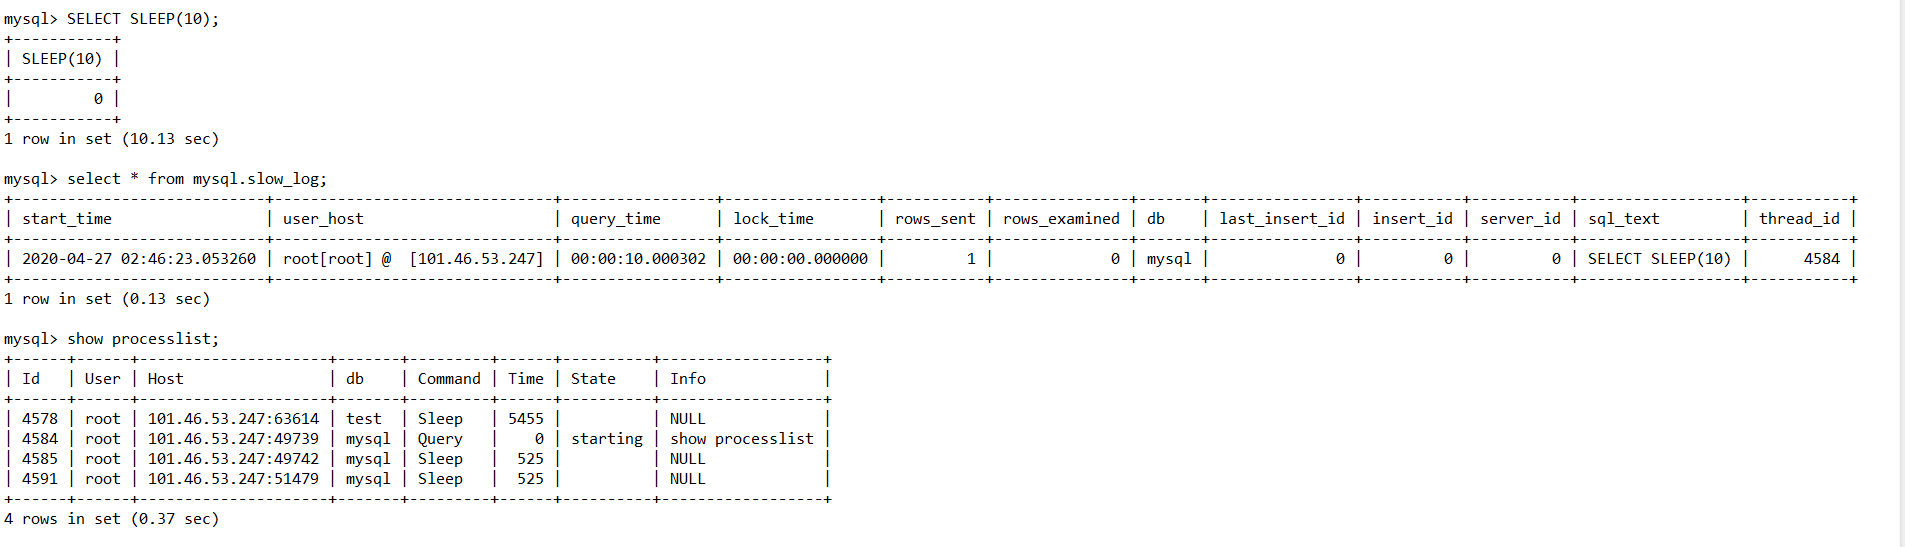 mysql> SELECT SLEEP(10);
+-----------+
| SLEEP(10) |
+-----------+
|         0 |
+-----------+
1 row in set (10.13 sec)

mysql> select * from mysql.slow_log;
+----------------------------+-------------------------------+-----------------+-----------------+-----------+---------------+-------+----------------+-----------+-----------+------------------+-----------+
| start_time                 | user_host                     | query_time      | lock_time       | rows_sent | rows_examined | db    | last_insert_id | insert_id | server_id | sql_text         | thread_id |
+----------------------------+-------------------------------+-----------------+-----------------+-----------+---------------+-------+----------------+-----------+-----------+------------------+-----------+
| 2020-04-27 02:46:23.053260 | root[root] @  [101.46.53.247] | 00:00:10.000302 | 00:00:00.000000 |         1 |             0 | mysql |              0 |         0 |         0 | SELECT SLEEP(10) |      4584 |
+----------------------------+-------------------------------+-----------------+-----------------+-----------+---------------+-------+----------------+-----------+-----------+------------------+-----------+
1 row in set (0.13 sec)

mysql> show processlist;
+------+------+---------------------+-------+---------+------+----------+------------------+
| Id   | User | Host                | db    | Command | Time | State    | Info             |
+------+------+---------------------+-------+---------+------+----------+------------------+
| 4578 | root | 101.46.53.247:63614 | test  | Sleep   | 5455 |          | NULL             |
| 4584 | root | 101.46.53.247:49739 | mysql | Query   |    0 | starting | show processlist |
| 4585 | root | 101.46.53.247:49742 | mysql | Sleep   |  525 |          | NULL             |
| 4591 | root | 101.46.53.247:51479 | mysql | Sleep   |  525 |          | NULL             |
+------+------+---------------------+-------+---------+------+----------+------------------+
4 rows in set (0.37 sec)